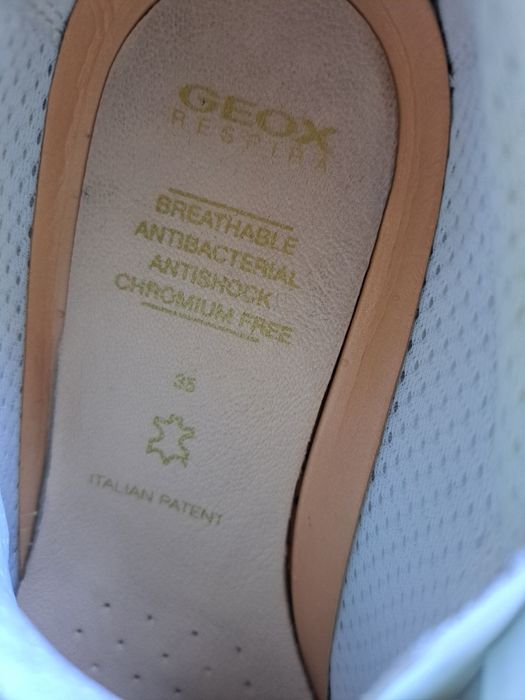 GEOX
RESPIRA
BREATHABLE
ANTIBACTERIAL
ANTISHOCK
CHROMIUM FREE
35
ITALIAN PATENT